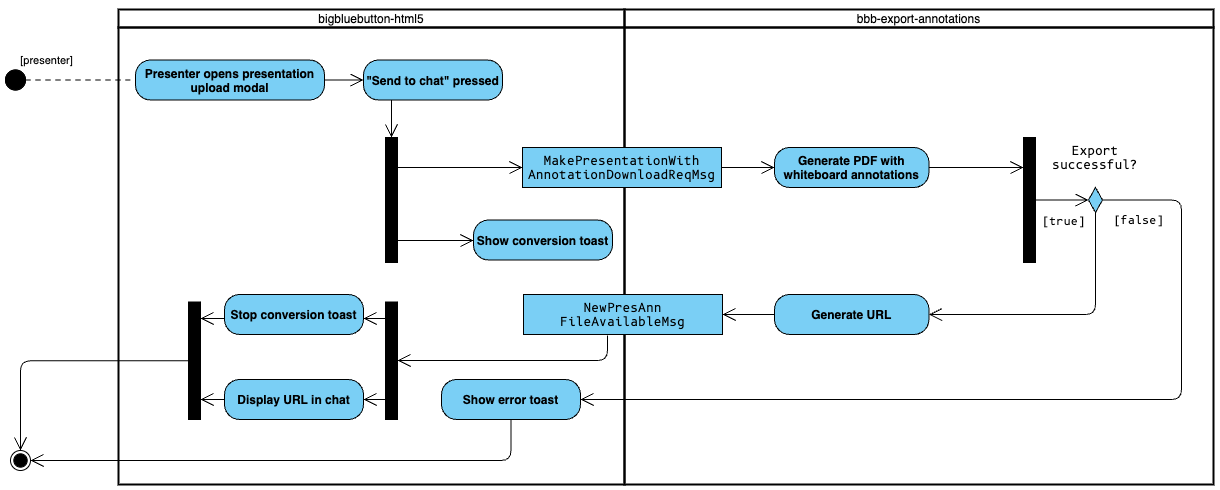 bigbluebutton-html5
bbb-export-annotations
[presenter]
Presenter opens presentation
upload modal
"Send to chat" pressed
MakePresentationWith
AnnotationDownloadReqMsg
Generate PDF with
whiteboard annotations
Export
successful?
[true]
[false]
Show conversion toast
Stop conversion toast
NewPresAnn
FileAvailableMsg
Generate URL
Display URL in chat
Show error toast